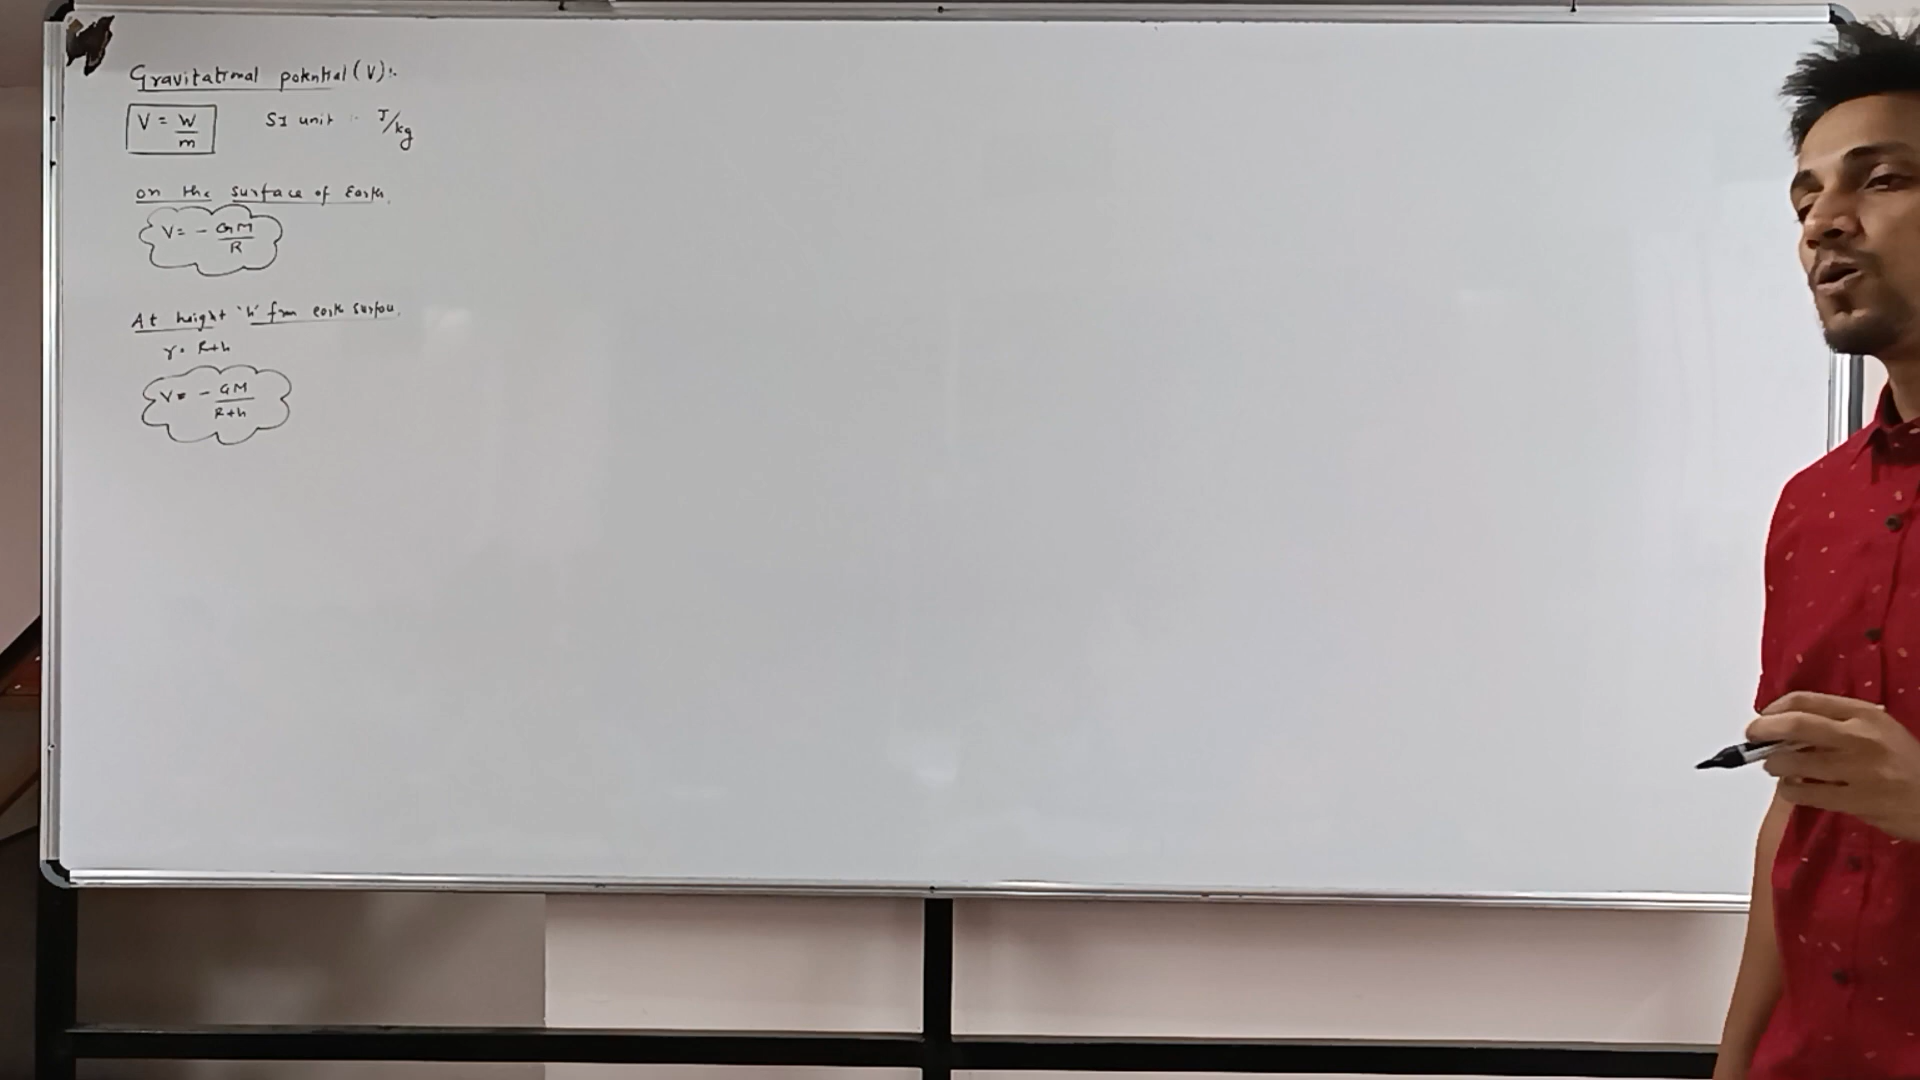 Gravitational potential (V):-
V = W/m SI unit :- J/kg
on the surface of Earth.
V = - GM/R
At height 'h' from earth surface.
r = R+h
V = - GM/R+h